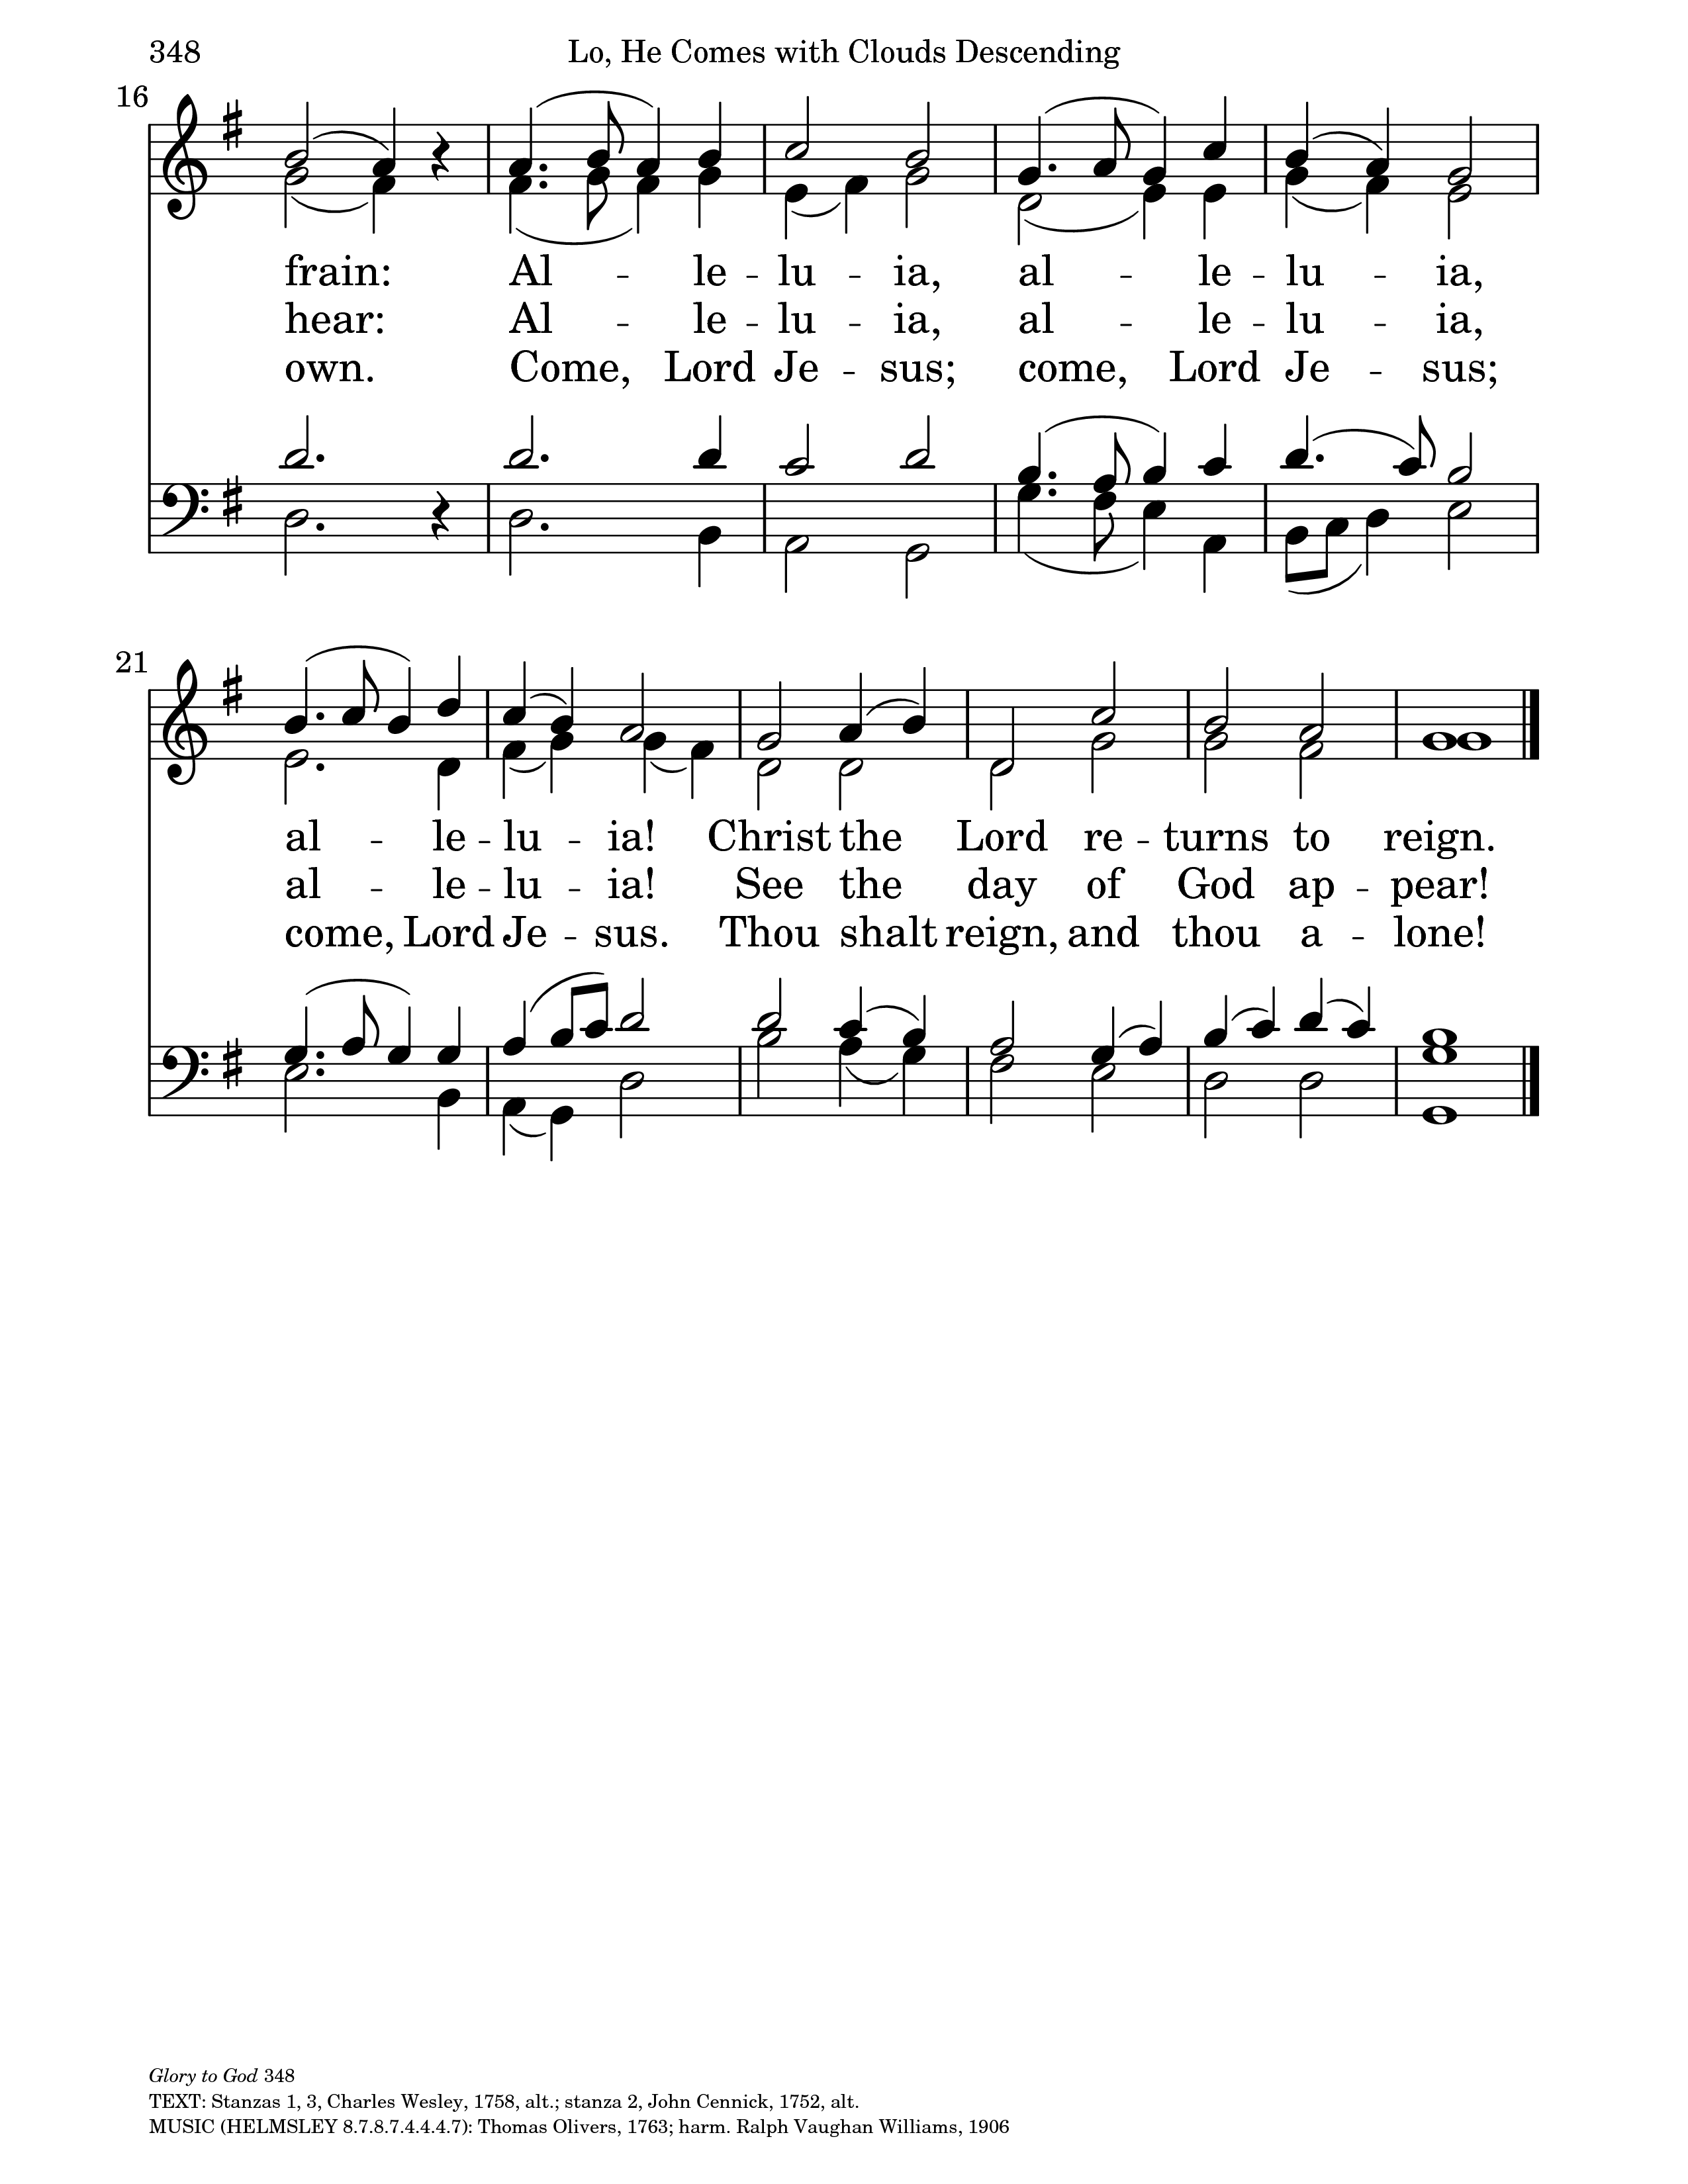 348 Lo, He Comes with Clouds Descending
16
frain: Al - le - lu - ia, al - le - lu - ia,
hear: Al - le - lu - ia, al - le - lu - ia,
own. Come, Lord Je - sus; come, Lord Je - sus;
21
al - le - lu - ia! Christ the Lord re - turns to reign.
al - le - lu - ia! See the day of God ap - pear!
come, Lord Je - sus. Thou shalt reign, and thou a - lone!
Glory to God 348
TEXT: Stanzas 1, 3, Charles Wesley, 1758, alt.; stanza 2, John Cennick, 1752, alt.
MUSIC (HELMSLEY 8.7.8.7.4.4.4.7): Thomas Olivers, 1763; harm. Ralph Vaughan Williams, 1906